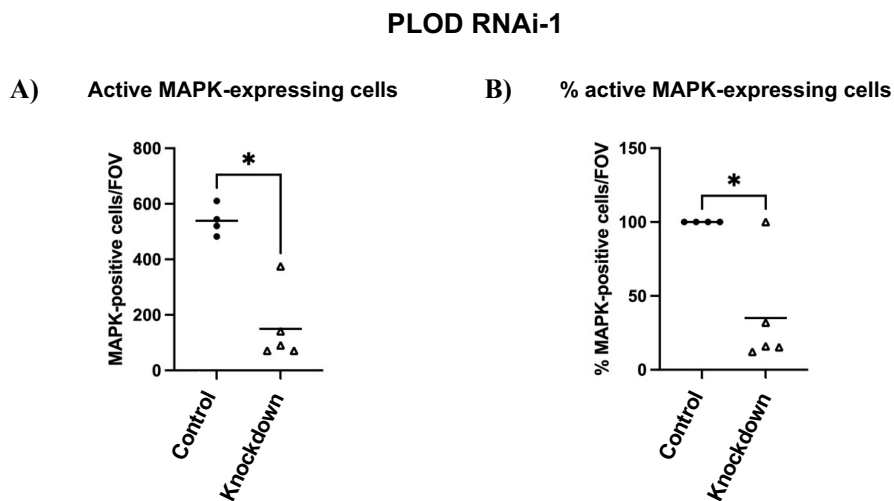 PLOD RNAi-1
A) Active MAPK-expressing cells
MAPK-positive cells/FOV
800
600
400
200
0
*
Control
Knockdown
B) % active MAPK-expressing cells
% MAPK-positive cells/FOV
150
100
50
0
*
Control
Knockdown